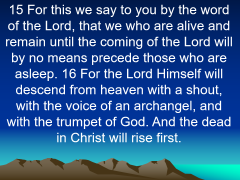 15 For this we say to you by the word
of the Lord, that we who are alive and
remain until the coming of the Lord will
by no means precede those who are
asleep. 16 For the Lord Himself will
descend from heaven with a shout,
with the voice of an archangel, and
with the trumpet of God. And the dead
in Christ will rise first.